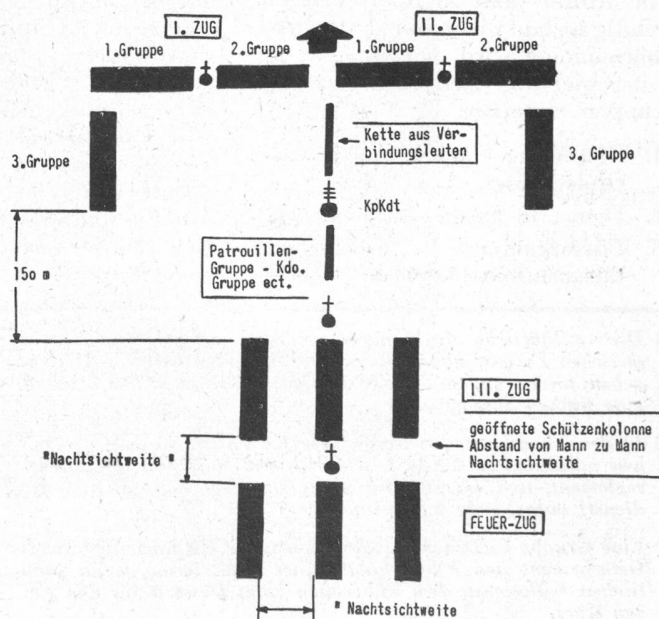 I. ZUG
II. ZUG
1.Gruppe
2.Gruppe
1.Gruppe
2.Gruppe
Kette aus Ver-
bindungsleuten
3.Gruppe
3. Gruppe
KpKdt
Patrouillen-
Gruppe - Kdo.
Gruppe ect.
15o m
III. ZUG
geöffnete Schützenkolonne
Abstand von Mann zu Mann
Nachtsichtweite
"Nachtsichtweite "
FEUER-ZUG
" Nachtsichtweite